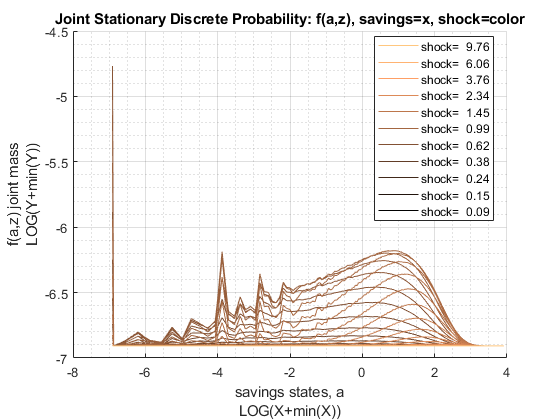 Joint Stationary Discrete Probability: f(a,z), savings=x, shock=color
-4.5
-5
-5.5
-6
-6.5
-7
f(a,z) joint mass
LOG(Y+min(Y))
shock= 9.76
shock= 6.06
shock= 3.76
shock= 2.34
shock= 1.45
shock= 0.99
shock= 0.62
shock= 0.38
shock= 0.24
shock= 0.15
shock= 0.09
-8
-6
-4
-2
0
2
4
savings states, a
LOG(X+min(X))